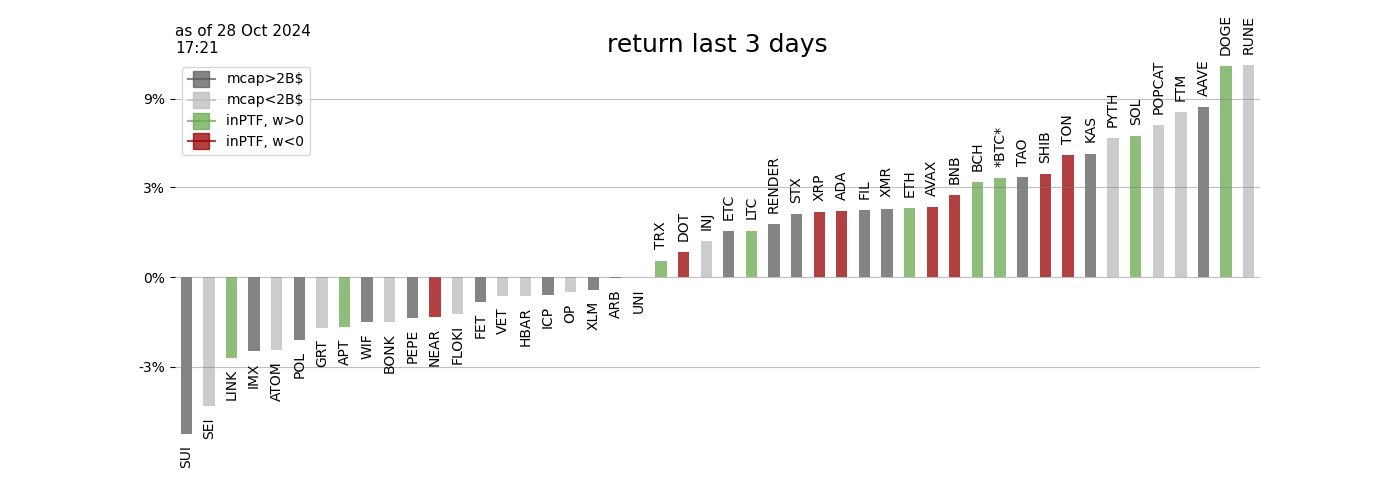 as of 28 Oct 2024
17:21
return last 3 days
mcap>2B$
mcap<2B$
inPTF, w>0
inPTF, w<0
9%
3%
0%
-3%
SUI
SEI
LINK
IMX
ATOM
POL
GRT
APT
WIF
BONK
PEPE
NEAR
FLOKI
FET
VET
HBAR
ICP
OP
XLM
ARB
UNI
TRX
DOT
INJ
ETC
LTC
RENDER
STX
XRP
ADA
FIL
XMR
ETH
AVAX
BNB
BCH
*BTC*
TAO
SHIB
TON
KAS
PYTH
SOL
POPCAT
FTM
AAVE
DOGE
RUNE